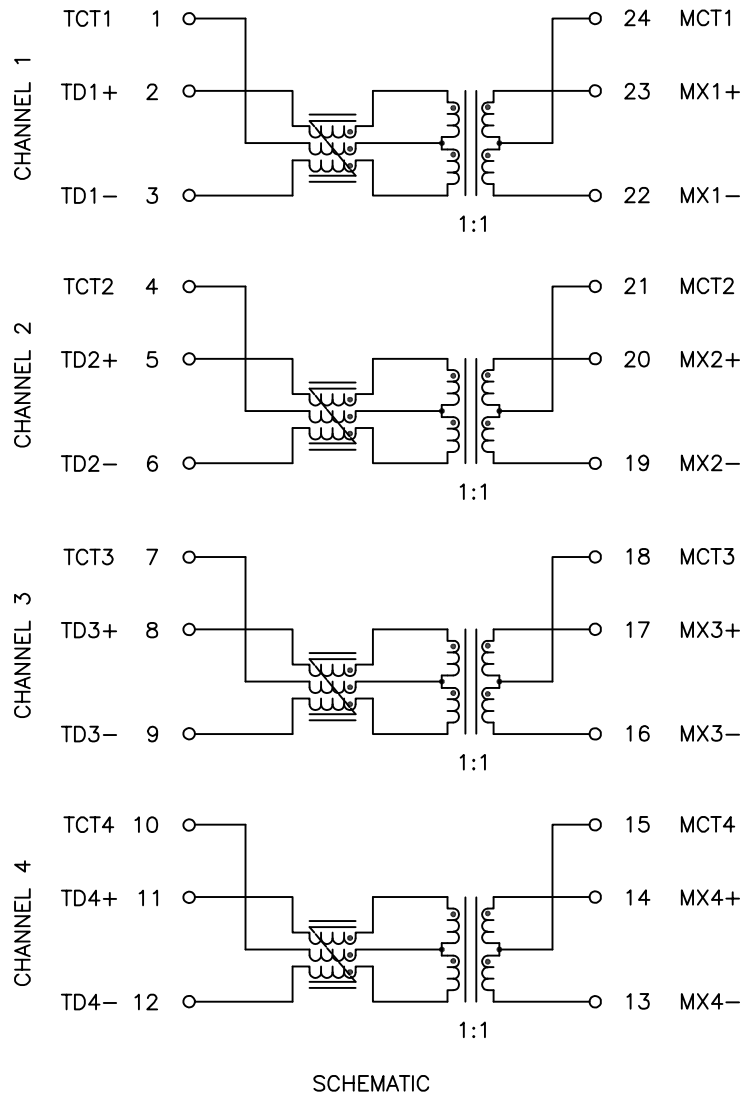 CHANNEL 1
TCT1 1 24 MCT1
TD1+ 2 23 MX1+
TD1− 3 22 MX1−
1:1
CHANNEL 2
TCT2 4 21 MCT2
TD2+ 5 20 MX2+
TD2− 6 19 MX2−
1:1
CHANNEL 3
TCT3 7 18 MCT3
TD3+ 8 17 MX3+
TD3− 9 16 MX3−
1:1
CHANNEL 4
TCT4 10 15 MCT4
TD4+ 11 14 MX4+
TD4− 12 13 MX4−
1:1
SCHEMATIC